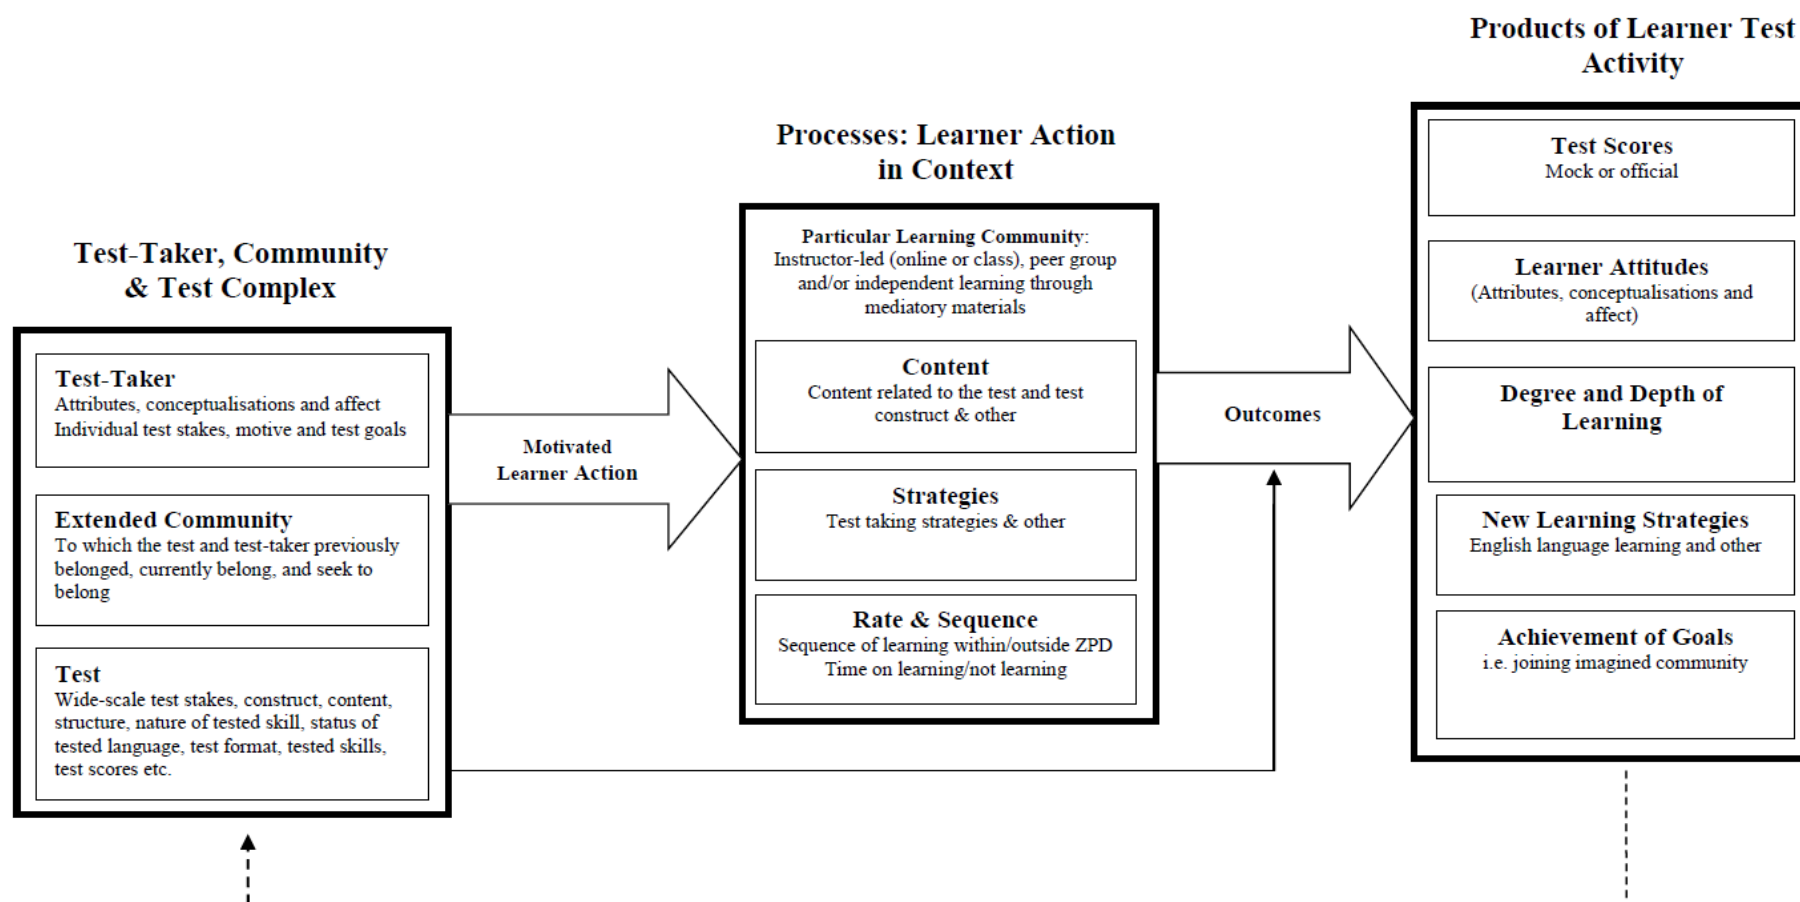 Test-Taker, Community
& Test Complex
Test-Taker
Attributes, conceptualisations and affect
Individual test stakes, motive and test goals
Extended Community
To which the test and test-taker previously
belonged, currently belong, and seek to
belong
Test
Wide-scale test stakes, construct, content,
structure, nature of tested skill, status of
tested language, test format, tested skills,
test scores etc.
Motivated
Learner Action
Processes: Learner Action
in Context
Particular Learning Community:
Instructor-led (online or class), peer group
and/or independent learning through
mediatory materials
Content
Content related to the test and test
construct & other
Strategies
Test taking strategies & other
Rate & Sequence
Sequence of learning within/outside ZPD
Time on learning/not learning
Outcomes
Products of Learner Test
Activity
Test Scores
Mock or official
Learner Attitudes
(Attributes, conceptualisations and
affect)
Degree and Depth of
Learning
New Learning Strategies
English language learning and other
Achievement of Goals
i.e. joining imagined community